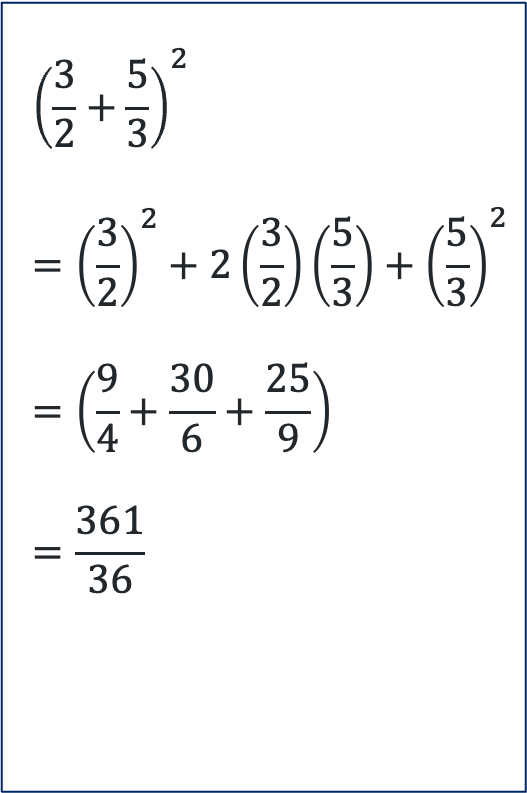 (3/2 + 5/3)²
= (3/2)² + 2 (3/2) (5/3) + (5/3)²
= (9/4 + 30/6 + 25/9)
= 361/36